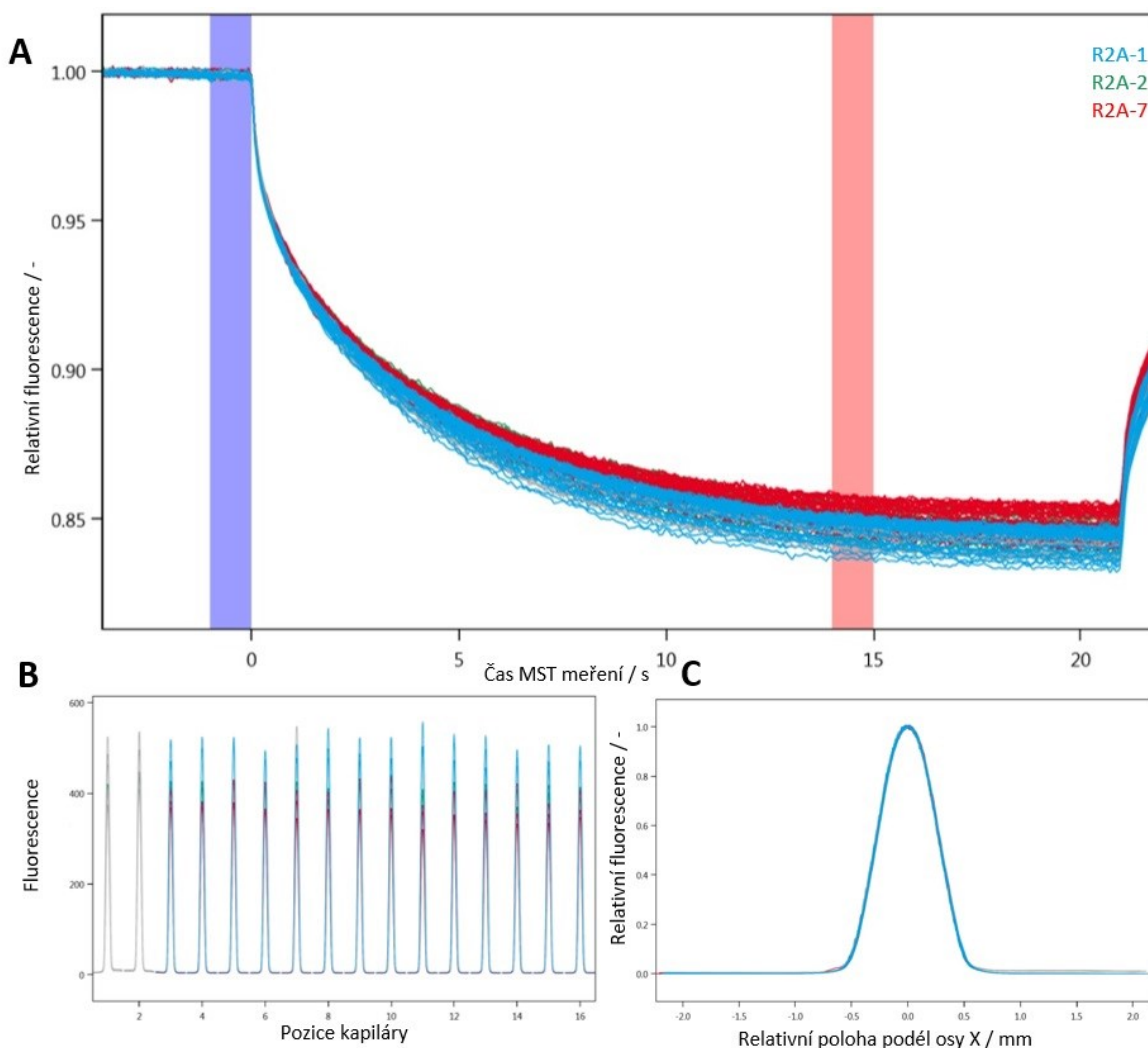 A
R2A-1
R2A-2
R2A-7
1.00
0.95
0.90
0.85
Relativní fluorescence / -
0 5 10 15 20
Čas MST meření / s
B
600
400
200
0
Fluorescence
2 4 6 8 10 12 14 16
Pozice kapiláry
C
1.0
0.8
0.6
0.4
0.2
0.0
Relativní fluorescence / -
-2.0 -1.5 -1.0 -0.5 0.0 0.5 1.0 1.5 2.0
Relativní poloha podél osy X / mm